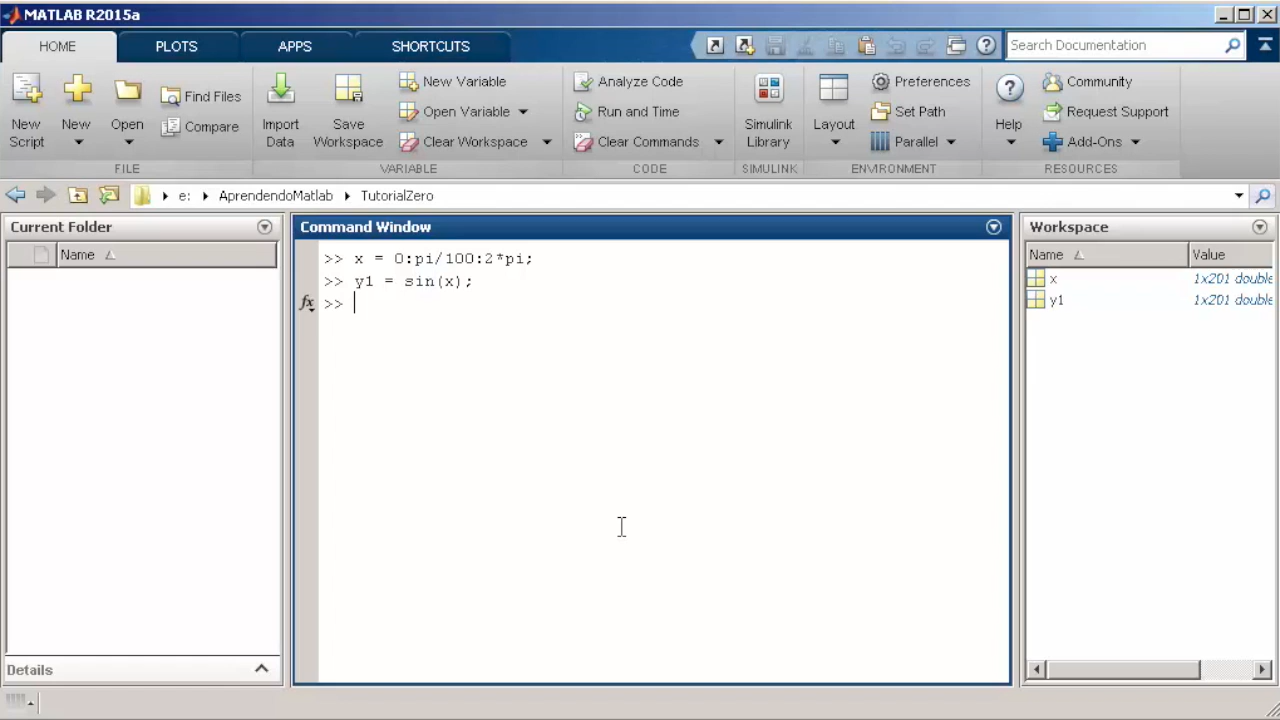 MATLAB R2015a
HOME PLOTS APPS SHORTCUTS Search Documentation
New Script
New
Open
Find Files
Compare
FILE
Import Data
Save Workspace
New Variable
Open Variable
Clear Workspace
VARIABLE
Analyze Code
Run and Time
Clear Commands
CODE
Simulink Library
SIMULINK
Layout
Preferences
Set Path
Parallel
ENVIRONMENT
Help
Community
Request Support
Add-Ons
RESOURCES
e: AprendendoMatlab TutorialZero
Current Folder
Name
Details
Command Window
>> x = 0:pi/100:2*pi;
>> y1 = sin(x);
fx >>
Workspace
Name Value
x 1x201 double
y1 1x201 double